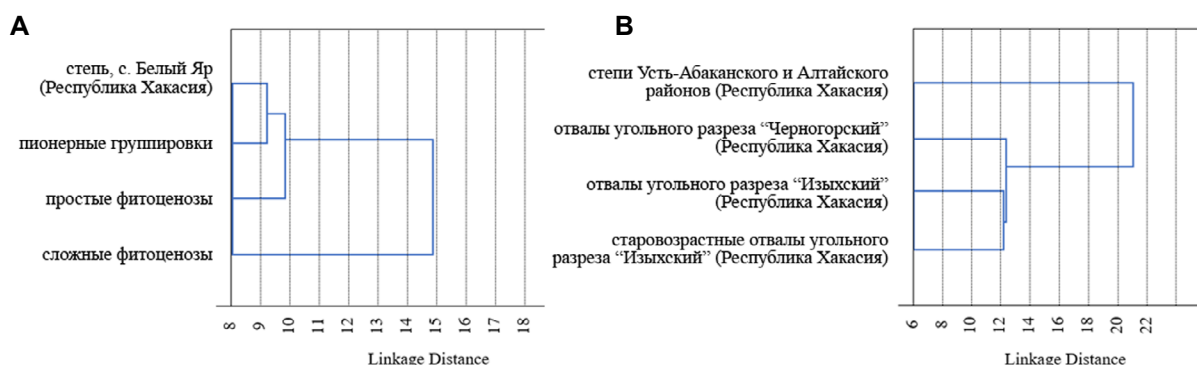 A
степь, с. Белый Яр
(Республика Хакасия)
пионерные группировки
простые фитоценозы
сложные фитоценозы
8 9 10 11 12 13 14 15 16 17 18
Linkage Distance
B
степи Усть-Абаканского и Алтайского
районов (Республика Хакасия)
отвалы угольного разреза “Черногорский”
(Республика Хакасия)
отвалы угольного разреза “Изыхский”
(Республика Хакасия)
старовозрастные отвалы угольного
разреза “Изыхский” (Республика Хакасия)
6 8 10 12 14 16 18 20 22
Linkage Distance